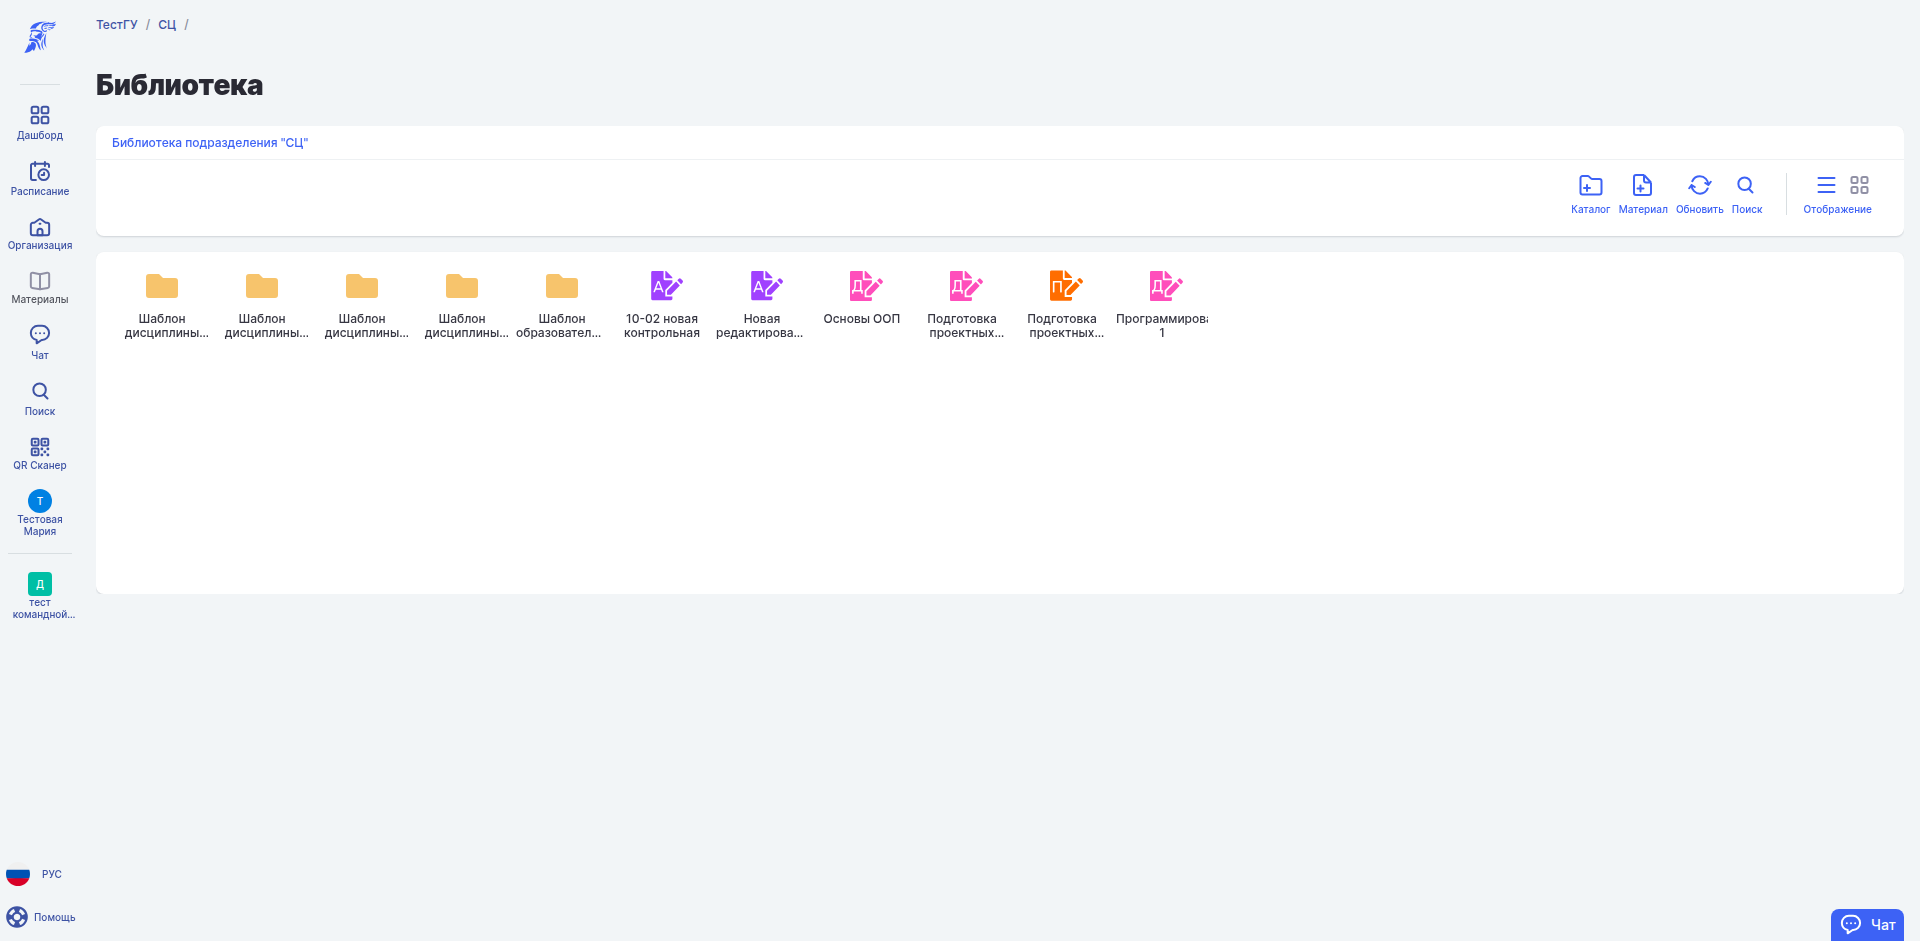 ТестГУ / СЦ /
Библиотека
Библиотека подразделения "СЦ"
Каталог
Материал
Обновить
Поиск
Отображение
Шаблон
дисциплины...
Шаблон
дисциплины...
Шаблон
дисциплины...
Шаблон
дисциплины...
Шаблон
образовател...
А
10-02 новая
контрольная
А
Новая
редактирова...
Д
Основы ООП
Д
Подготовка
проектных...
П
Подготовка
проектных...
Д
Программирова
1
Дашборд
Расписание
Организация
Материалы
Чат
Поиск
QR Сканер
Т
Тестовая
Мария
Д
тест
командной...
РУС
Помощь
Чат